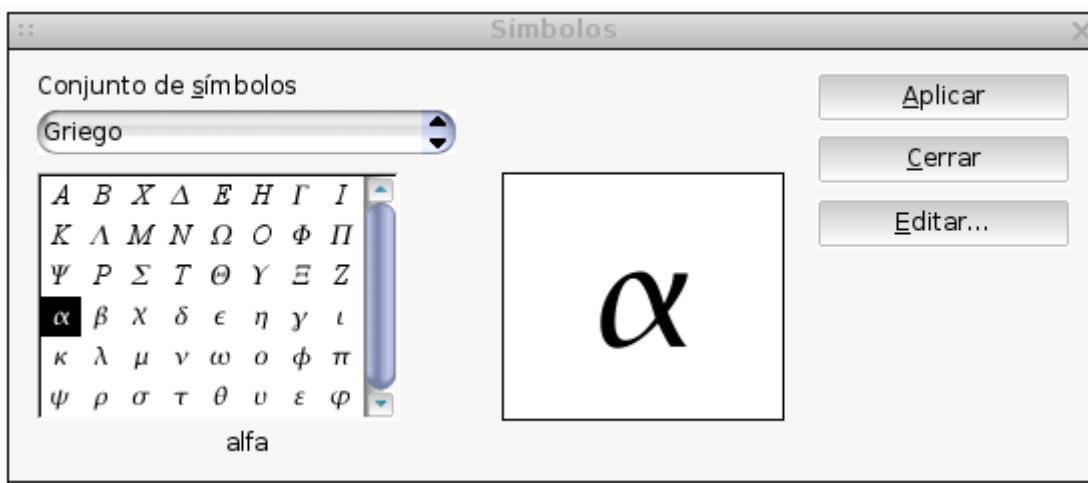 Símbolos
Conjunto de símbolos
Griego
Α Β Χ Δ Ε Η Γ Ι
Κ Λ Μ Ν Ω Ο Φ Π
Ψ Ρ Σ Τ Θ Υ Ξ Ζ
α β χ δ ϵ η γ ι
κ λ μ ν ω ο ϕ π
ψ ρ σ τ θ υ ε φ
alfa
α
Aplicar
Cerrar
Editar...